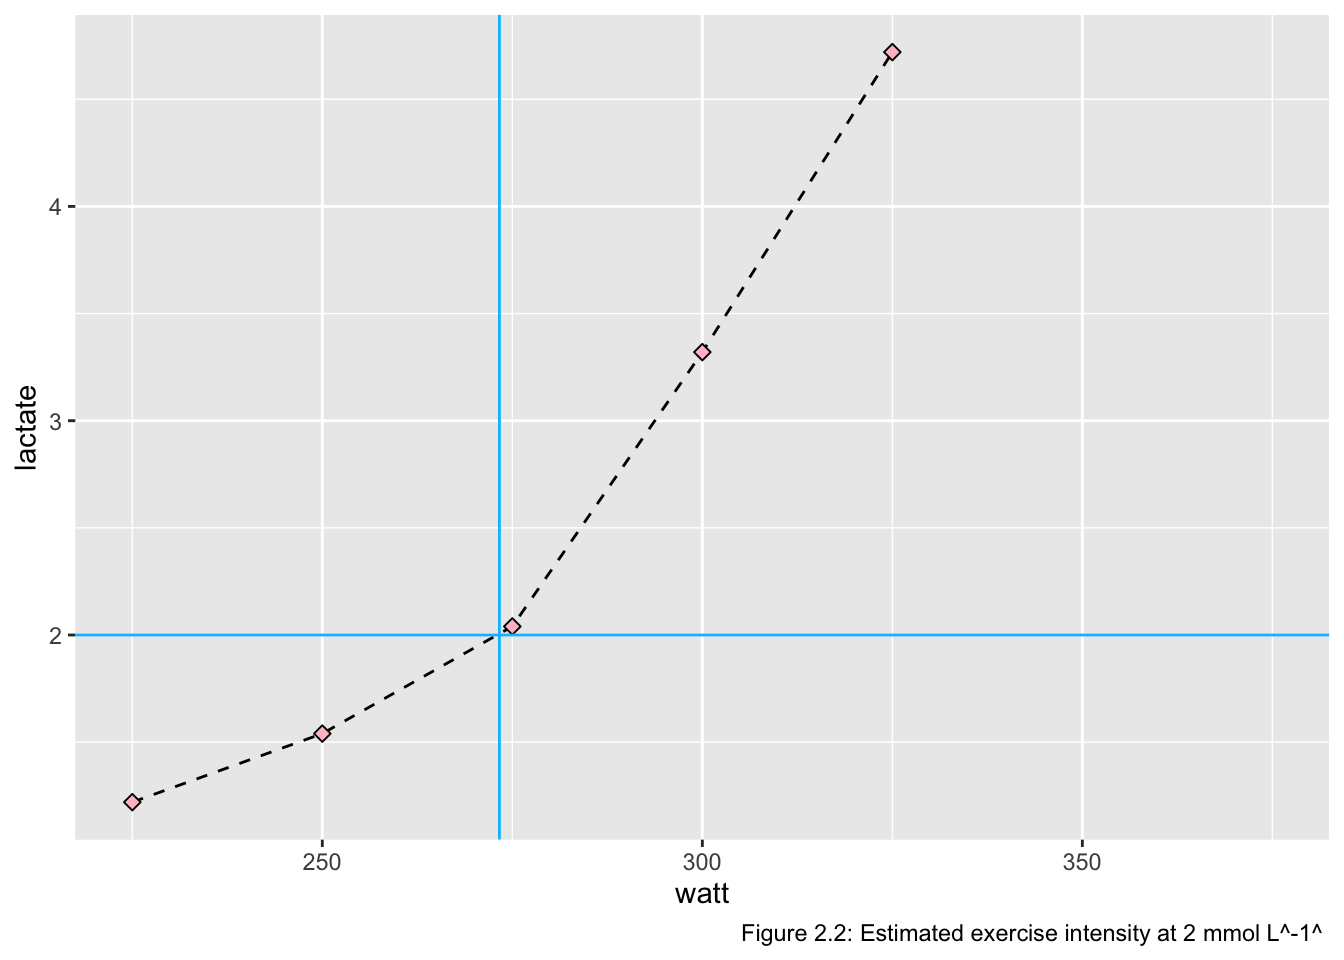 4
3
2
lactate
250 300 350
watt
Figure 2.2: Estimated exercise intensity at 2 mmol L^-1^